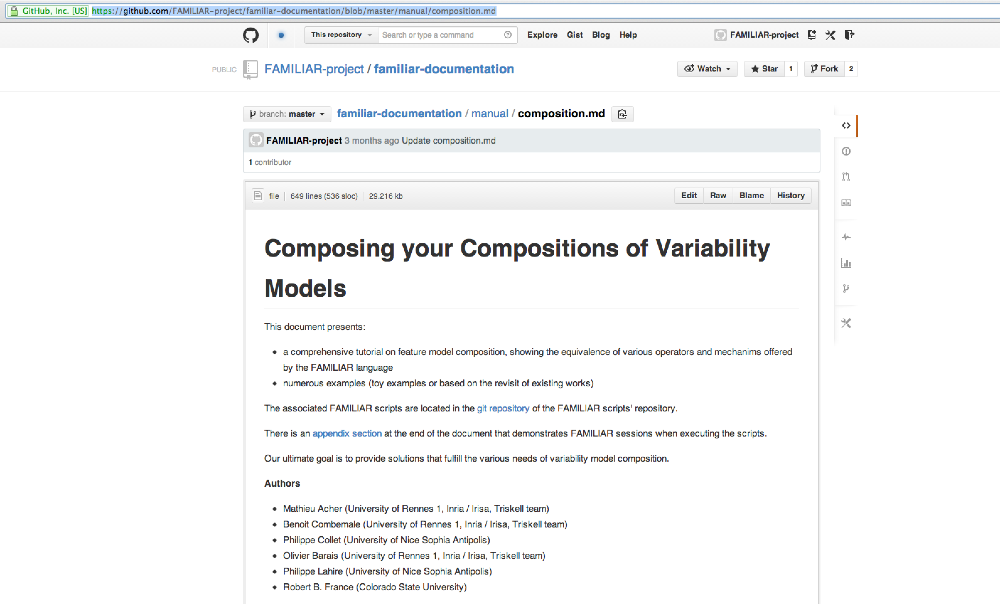 GitHub, Inc. [US] https://github.com/FAMILIAR-project/familiar-documentation/blob/master/manual/composition.md
This repository Search or type a command Explore Gist Blog Help FAMILIAR-project
PUBLIC FAMILIAR-project / familiar-documentation Watch Star 1 Fork 2
branch: master familiar-documentation / manual / composition.md
FAMILIAR-project 3 months ago Update composition.md
1 contributor
file 649 lines (536 sloc) 29.216 kb Edit Raw Blame History
Composing your Compositions of Variability
Models
This document presents:
• a comprehensive tutorial on feature model composition, showing the equivalence of various operators and mechanims offered
by the FAMILIAR language
• numerous examples (toy examples or based on the revisit of existing works)
The associated FAMILIAR scripts are located in the git repository of the FAMILIAR scripts' repository.
There is an appendix section at the end of the document that demonstrates FAMILIAR sessions when executing the scripts.
Our ultimate goal is to provide solutions that fulfill the various needs of variability model composition.
Authors
• Mathieu Acher (University of Rennes 1, Inria / Irisa, Triskell team)
• Benoit Combemale (University of Rennes 1, Inria / Irisa, Triskell team)
• Philippe Collet (University of Nice Sophia Antipolis)
• Olivier Barais (University of Rennes 1, Inria / Irisa, Triskell team)
• Philippe Lahire (University of Nice Sophia Antipolis)
• Robert B. France (Colorado State University)